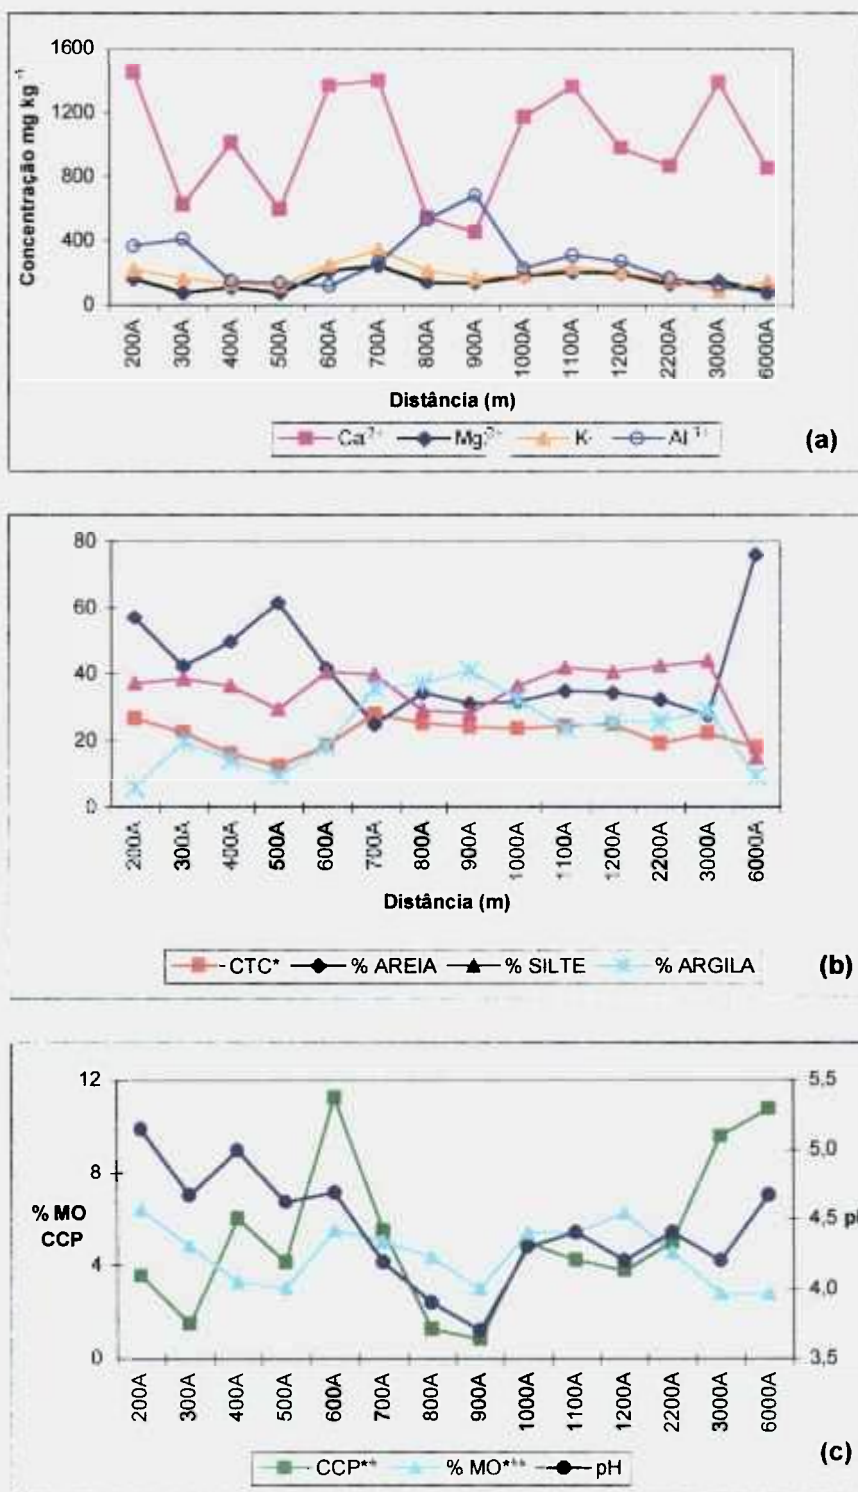 1600
1200
800
400
0
Concentração mg kg -1
200A 300A 400A 500A 600A 700A 800A 900A 1000A 1100A 1200A 2200A 3000A 6000A
Distância (m)
Ca2+ Mg2+ K+ Al3+
(a)
80
60
40
20
0
200A 300A 400A 500A 600A 700A 800A 900A 1000A 1100A 1200A 2200A 3000A 6000A
Distância (m)
CTC* % AREIA % SILTE % ARGILA
(b)
12
8
4
0
% MO
CCP
5.5
5.0
4.5
4.0
3.5
200A 300A 400A 500A 600A 700A 800A 900A 1000A 1100A 1200A 2200A 3000A 6000A
CCP** % MO*** pH
(c)